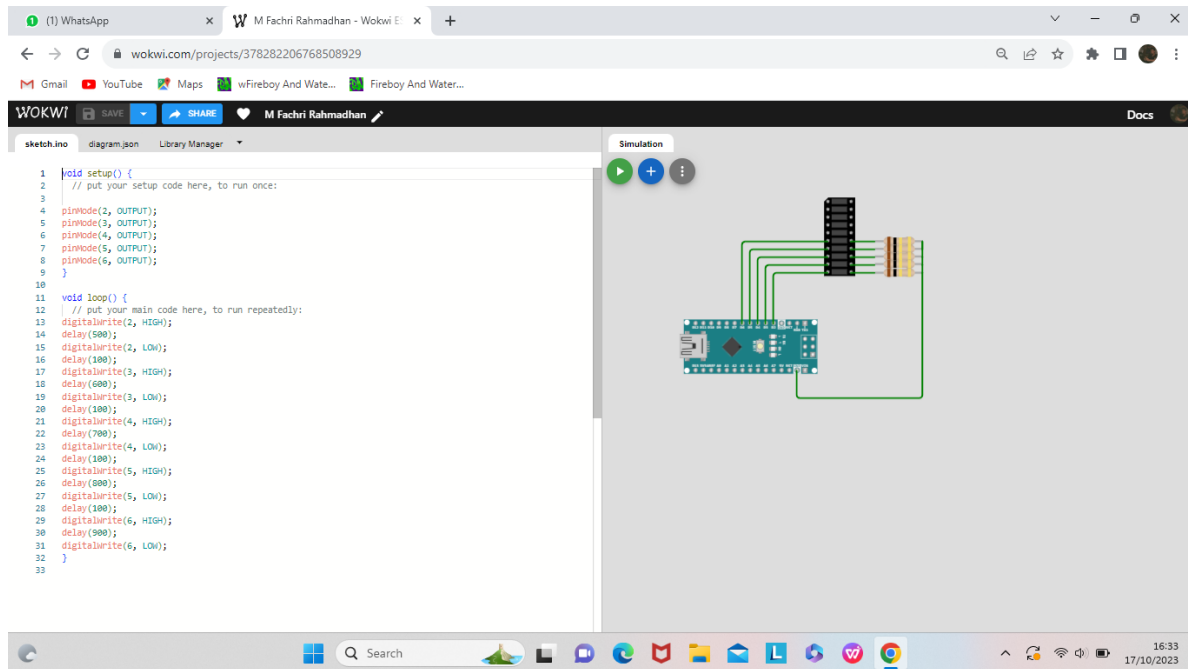 (1) WhatsApp
M Fachri Rahmadhan - Wokwi E
wokwi.com/projects/378282206768508929
Gmail YouTube Maps wFireboy And Wate... Fireboy And Water...
WOKWI SAVE SHARE M Fachri Rahmadhan Docs
sketch.ino diagram.json Library Manager
Simulation
1 void setup() {
2 // put your setup code here, to run once:
3
4 pinMode(2, OUTPUT);
5 pinMode(3, OUTPUT);
6 pinMode(4, OUTPUT);
7 pinMode(5, OUTPUT);
8 pinMode(6, OUTPUT);
9 }
10
11 void loop() {
12 // put your main code here, to run repeatedly:
13 digitalWrite(2, HIGH);
14 delay(500);
15 digitalWrite(2, LOW);
16 delay(100);
17 digitalWrite(3, HIGH);
18 delay(600);
19 digitalWrite(3, LOW);
20 delay(100);
21 digitalWrite(4, HIGH);
22 delay(700);
23 digitalWrite(4, LOW);
24 delay(100);
25 digitalWrite(5, HIGH);
26 delay(800);
27 digitalWrite(5, LOW);
28 delay(100);
29 digitalWrite(6, HIGH);
30 delay(900);
31 digitalWrite(6, LOW);
32 }
33
Search
16:33
17/10/2023